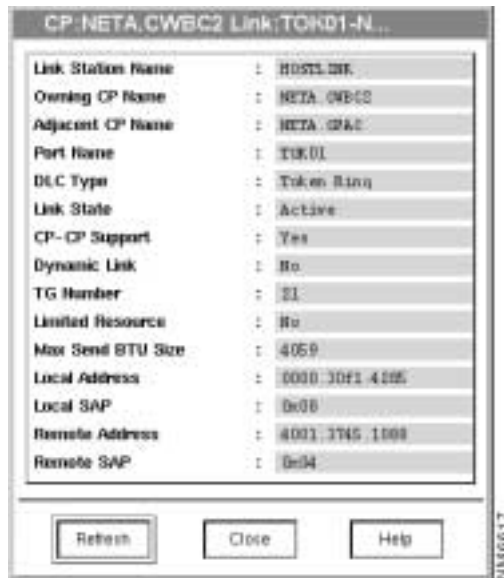 CP:NETA.CWBC2 Link:TOK01-N...
Link Station Name : HOSTLINK
Owning CP Name : NETA.CWBC2
Adjacent CP Name : NETA.CPAC
Port Name : TOK01
DLC Type : Token Ring
Link State : Active
CP-CP Support : Yes
Dynamic Link : No
TG Number : 21
Limited Resource : No
Max Send BTU Size : 4059
Local Address : 0000.30f1.4285
Local SAP : 0x08
Remote Address : 4001.3745.1088
Remote SAP : 0x04
Refresh Close Help